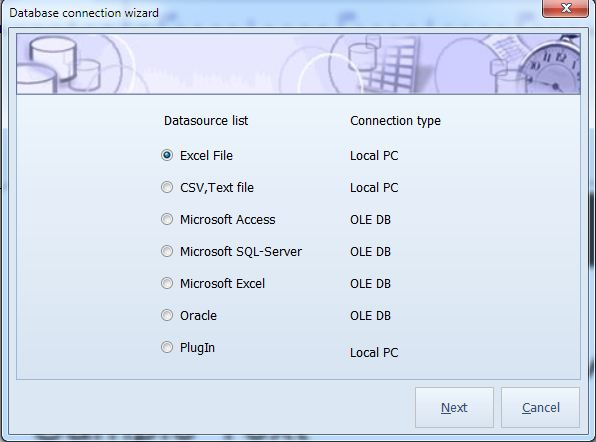 Database connection wizard
Datasource list Connection type
Excel File Local PC
CSV,Text file Local PC
Microsoft Access OLE DB
Microsoft SQL-Server OLE DB
Microsoft Excel OLE DB
Oracle OLE DB
PlugIn Local PC
Next Cancel